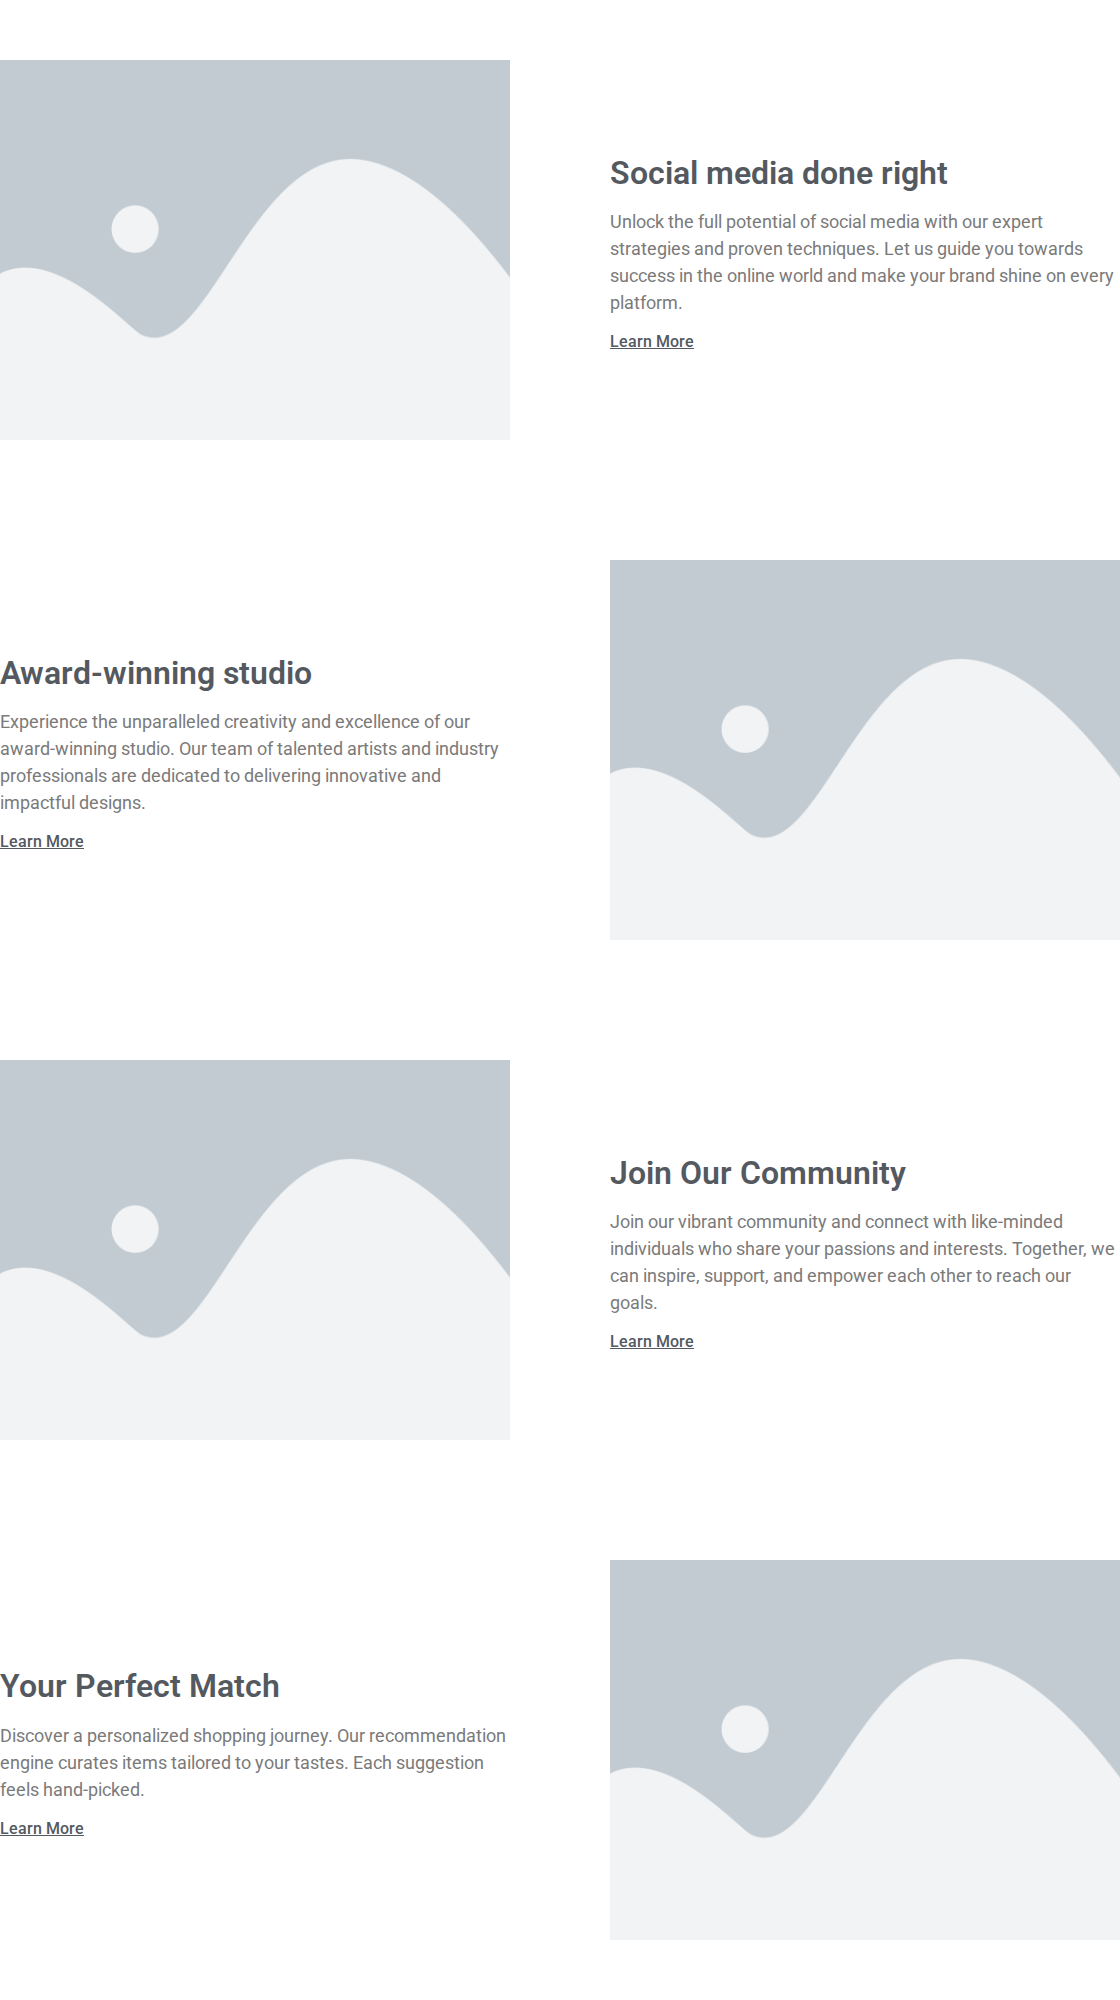 Social media done right
Unlock the full potential of social media with our expert
strategies and proven techniques. Let us guide you towards
success in the online world and make your brand shine on every
platform.
Learn More
Award-winning studio
Experience the unparalleled creativity and excellence of our
award-winning studio. Our team of talented artists and industry
professionals are dedicated to delivering innovative and
impactful designs.
Learn More
Join Our Community
Join our vibrant community and connect with like-minded
individuals who share your passions and interests. Together, we
can inspire, support, and empower each other to reach our
goals.
Learn More
Your Perfect Match
Discover a personalized shopping journey. Our recommendation
engine curates items tailored to your tastes. Each suggestion
feels hand-picked.
Learn More